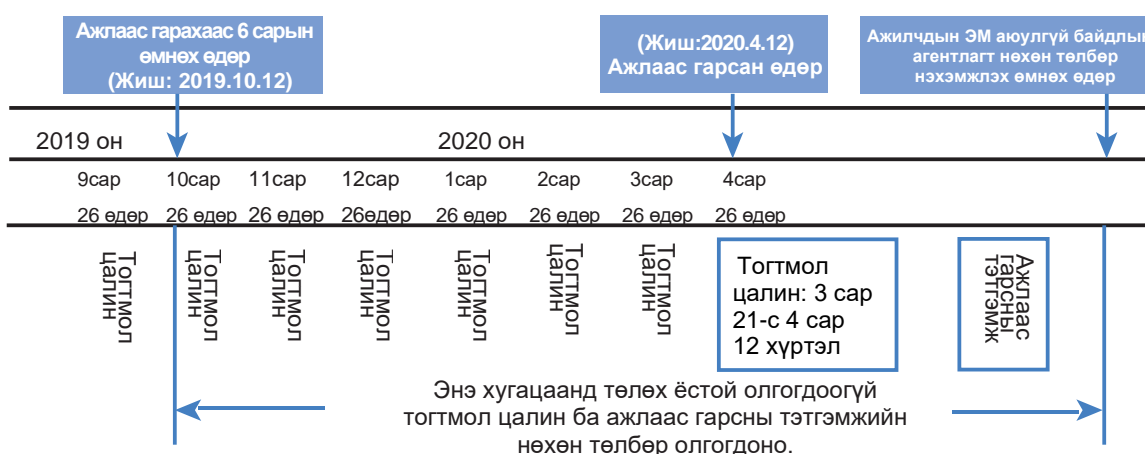 Ажлаас гарахаас 6 сарын
өмнөх өдөр
(Жиш: 2019.10.12)
(Жиш:2020.4.12)
Ажлаас гарсан өдөр
Ажилчдын ЭМ аюулгүй байдлын
агентлагт нөхөн төлбөр
нэхэмжлэх өмнөх өдөр
2019 он
2020 он
9сар 10сар 11сар 12сар 1сар 2сар 3сар 4сар
26 өдөр 26 өдөр 26 өдөр 26өдөр 26 өдөр 26 өдөр 26 өдөр 26 өдөр
Тогтмол
цалин
Тогтмол
цалин
Тогтмол
цалин
Тогтмол
цалин
Тогтмол
цалин
Тогтмол
цалин
Тогтмол
цалин
Тогтмол
цалин: 3 сар
21-с 4 сар
12 хүртэл
Ажлаас
гарсны
тэтгэмж
Энэ хугацаанд төлөх ёстой олгогдоогүй
тогтмол цалин ба ажлаас гарсны тэтгэмжийн
нөхөн төлбөр олгогдоно.